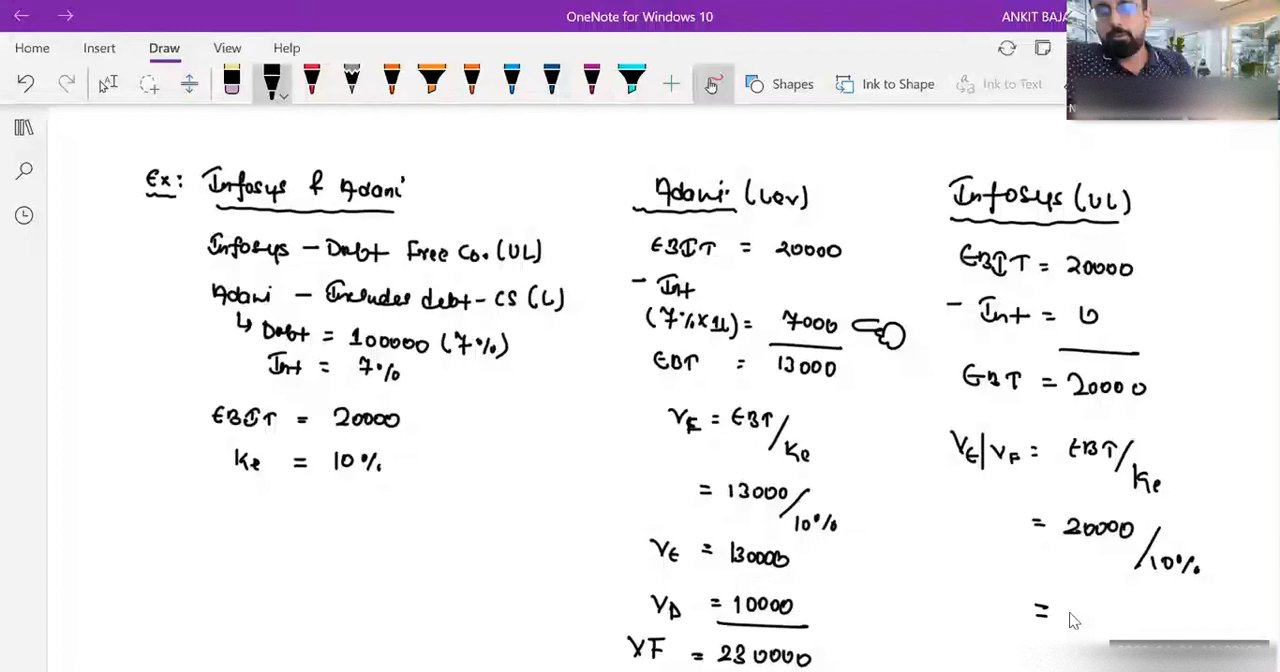 OneNote for Windows 10
ANKIT BAJA
Home Insert Draw View Help
Shapes Ink to Shape Ink to Text
Ex: Infosys & Adani
Infosys - Debt Free Co. (UL)
Adani - Includes debt - CS (L)
↳ Debt = 100000 (7%)
Int = 7%
EBIT = 20000
Ke = 10%
Adani (Lev)
EBIT = 20000
- Int
(7% x 1L) = 7000
EBT = 13000
VE = EBT/Ke
= 13000/10%
VE = 130000
VD = 10000
VF = 230000
Infosys (UL)
EBIT = 20000
- Int = 0
EBT = 20000
VE|VF = EBT/Ke
= 20000/10%
=